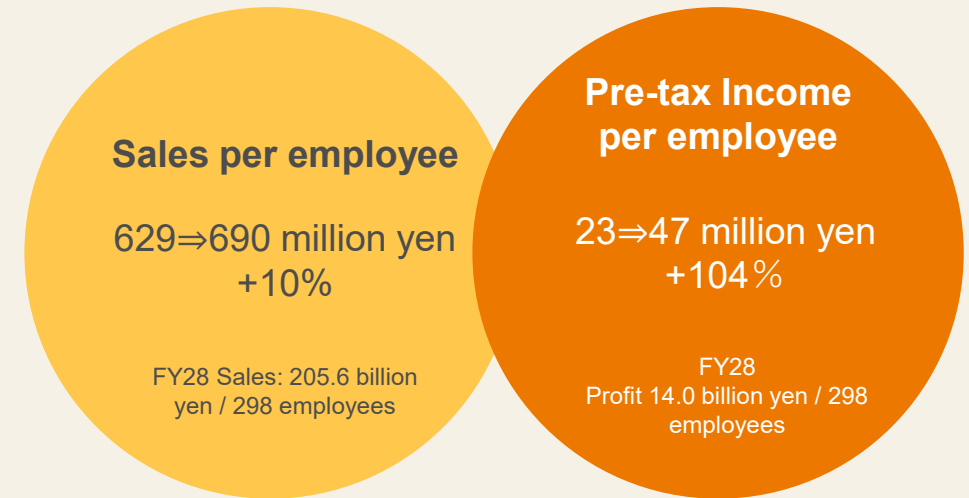 Sales per employee
629⇒690 million yen
+10%
FY28 Sales: 205.6 billion
yen / 298 employees
Pre-tax Income
per employee
23⇒47 million yen
+104％
FY28
Profit 14.0 billion yen / 298
employees